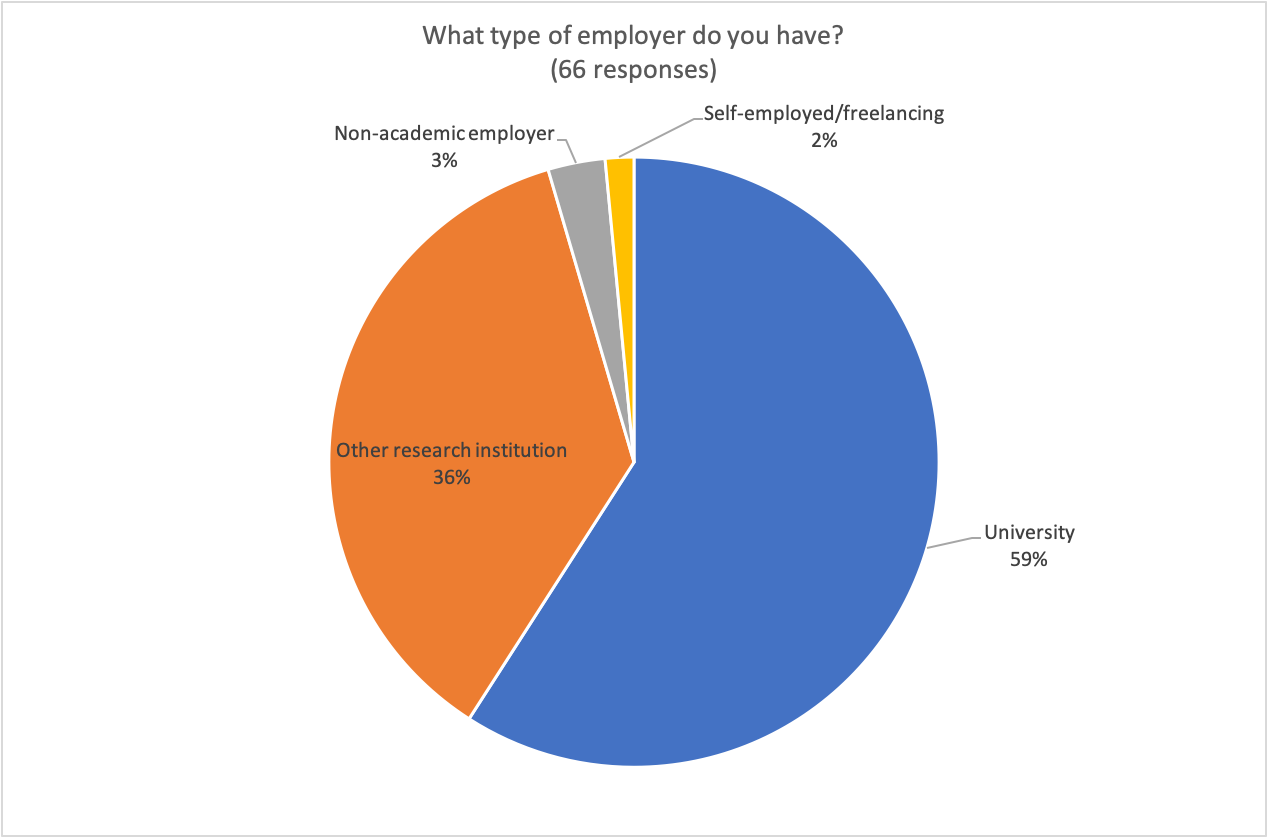 What type of employer do you have?
(66 responses)
Self-employed/freelancing
2%
Non-academic employer
3%
Other research institution
36%
University
59%